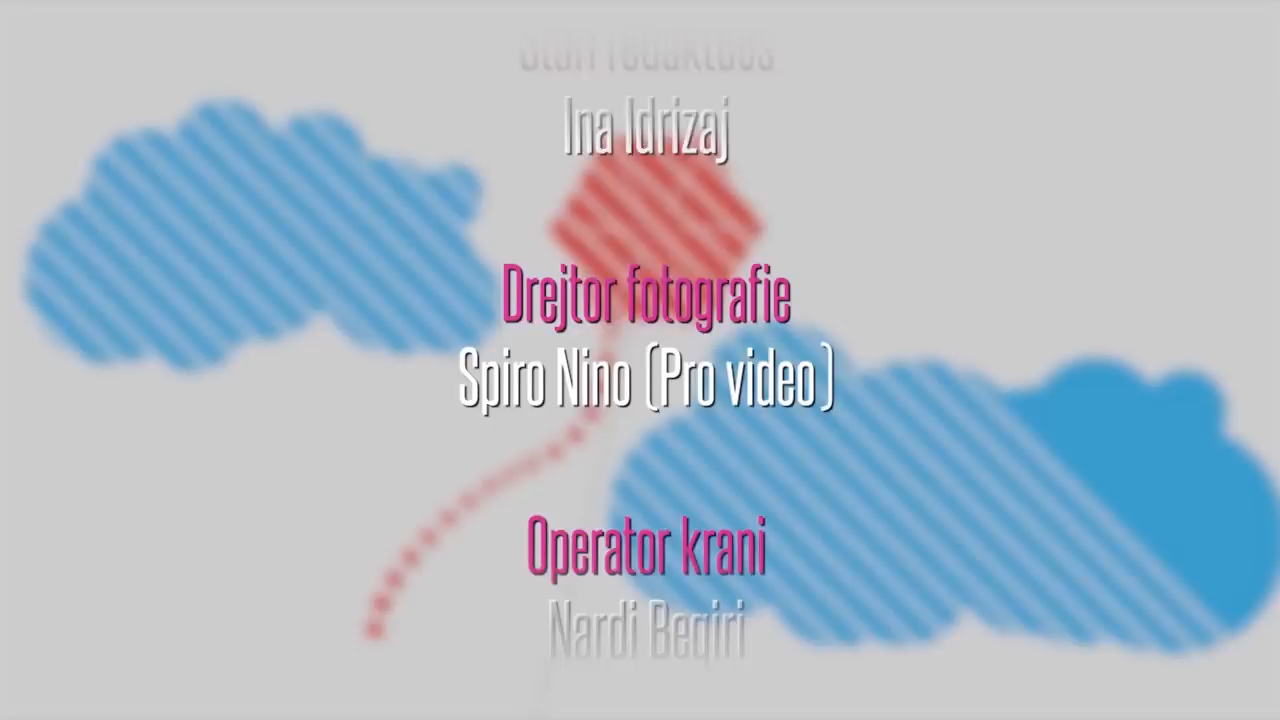 Ina Idrizaj
Drejtor fotografie
Spiro Nino (Pro video)
Operator krani
Nardi Beqiri